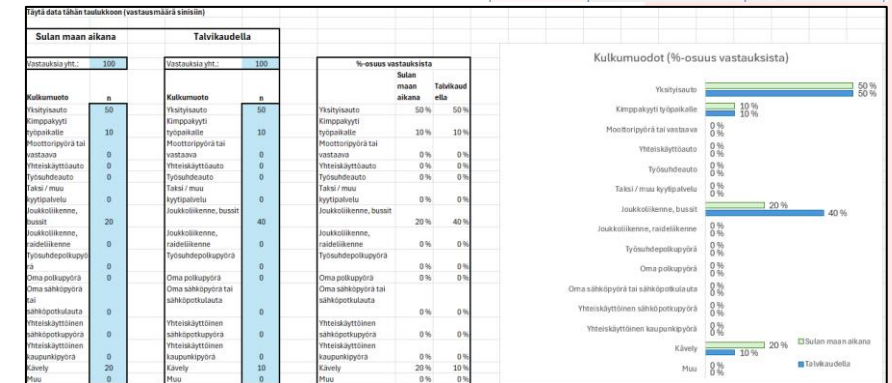 Täytä data tähän taulukkoon (vastausmäärä sinisiin)
Sulan maan aikana
Vastauksia yht.: 100
Kulkumuoto n
Yksityisauto 50
Kimppakyyti
työpaikalle 10
Moottoripyörä tai
vastaava 0
Yhteiskäyttöauto 0
Työsuhdeauto 0
Taksi / muu
kyytipalvelu 0
Joukkoliikenne,
bussit 20
Joukkoliikenne,
raideliikenne 0
Työsuhdepolkupyö
rä 0
Oma polkupyörä 0
Oma sähköpyörä
tai
sähköpotkulauta 0
Yhteiskäyttöinen
sähköpotkupyörä 0
Yhteiskäyttöinen
kaupunkipyörä 0
Kävely 20
Muu 0
Talvikaudella
Vastauksia yht.: 100
Kulkumuoto n
Yksityisauto 50
Kimppakyyti
työpaikalle 10
Moottoripyörä tai
vastaava 0
Yhteiskäyttöauto 0
Työsuhdeauto 0
Taksi / muu
kyytipalvelu 0
Joukkoliikenne, bussit
40
Joukkoliikenne,
raideliikenne 0
Työsuhdepolkupyörä
0
Oma polkupyörä 0
Oma sähköpyörä tai
sähköpotkulauta
0
Yhteiskäyttöinen
sähköpotkupyörä 0
Yhteiskäyttöinen
kaupunkipyörä 0
Kävely 10
Muu 0
%-osuus vastauksista
Sulan
maan Talvikaud
aikana ella
Yksityisauto 50 % 50 %
Kimppakyyti
työpaikalle 10 % 10 %
Moottoripyörä tai
vastaava 0 % 0 %
Yhteiskäyttöauto 0 % 0 %
Työsuhdeauto 0 % 0 %
Taksi / muu
kyytipalvelu 0 % 0 %
Joukkoliikenne, bussit
20 % 40 %
Joukkoliikenne,
raideliikenne 0 % 0 %
Työsuhdepolkupyörä
0 % 0 %
Oma polkupyörä 0 % 0 %
Oma sähköpyörä tai
sähköpotkulauta
0 % 0 %
Yhteiskäyttöinen
sähköpotkupyörä 0 % 0 %
Yhteiskäyttöinen
kaupunkipyörä 0 % 0 %
Kävely 20 % 10 %
Muu 0 % 0 %
Kulkumuodot (%-osuus vastauksista)
Yksityisauto 50 %
50 %
Kimppakyyti työpaikalle 10 %
10 %
Moottoripyörä tai vastaava 0 %
0 %
Yhteiskäyttöauto 0 %
0 %
Työsuhdeauto 0 %
0 %
Taksi / muu kyytipalvelu 0 %
0 %
Joukkoliikenne, bussit 20 %
40 %
Joukkoliikenne, raideliikenne 0 %
0 %
Työsuhdepolkupyörä 0 %
0 %
Oma polkupyörä 0 %
0 %
Oma sähköpyörä tai sähköpotkulauta 0 %
0 %
Yhteiskäyttöinen sähköpotkupyörä 0 %
0 %
Yhteiskäyttöinen kaupunkipyörä 0 %
0 %
Kävely 20 %
10 %
Muu 0 %
0 %
Sulan maan aikana
Talvikaudella